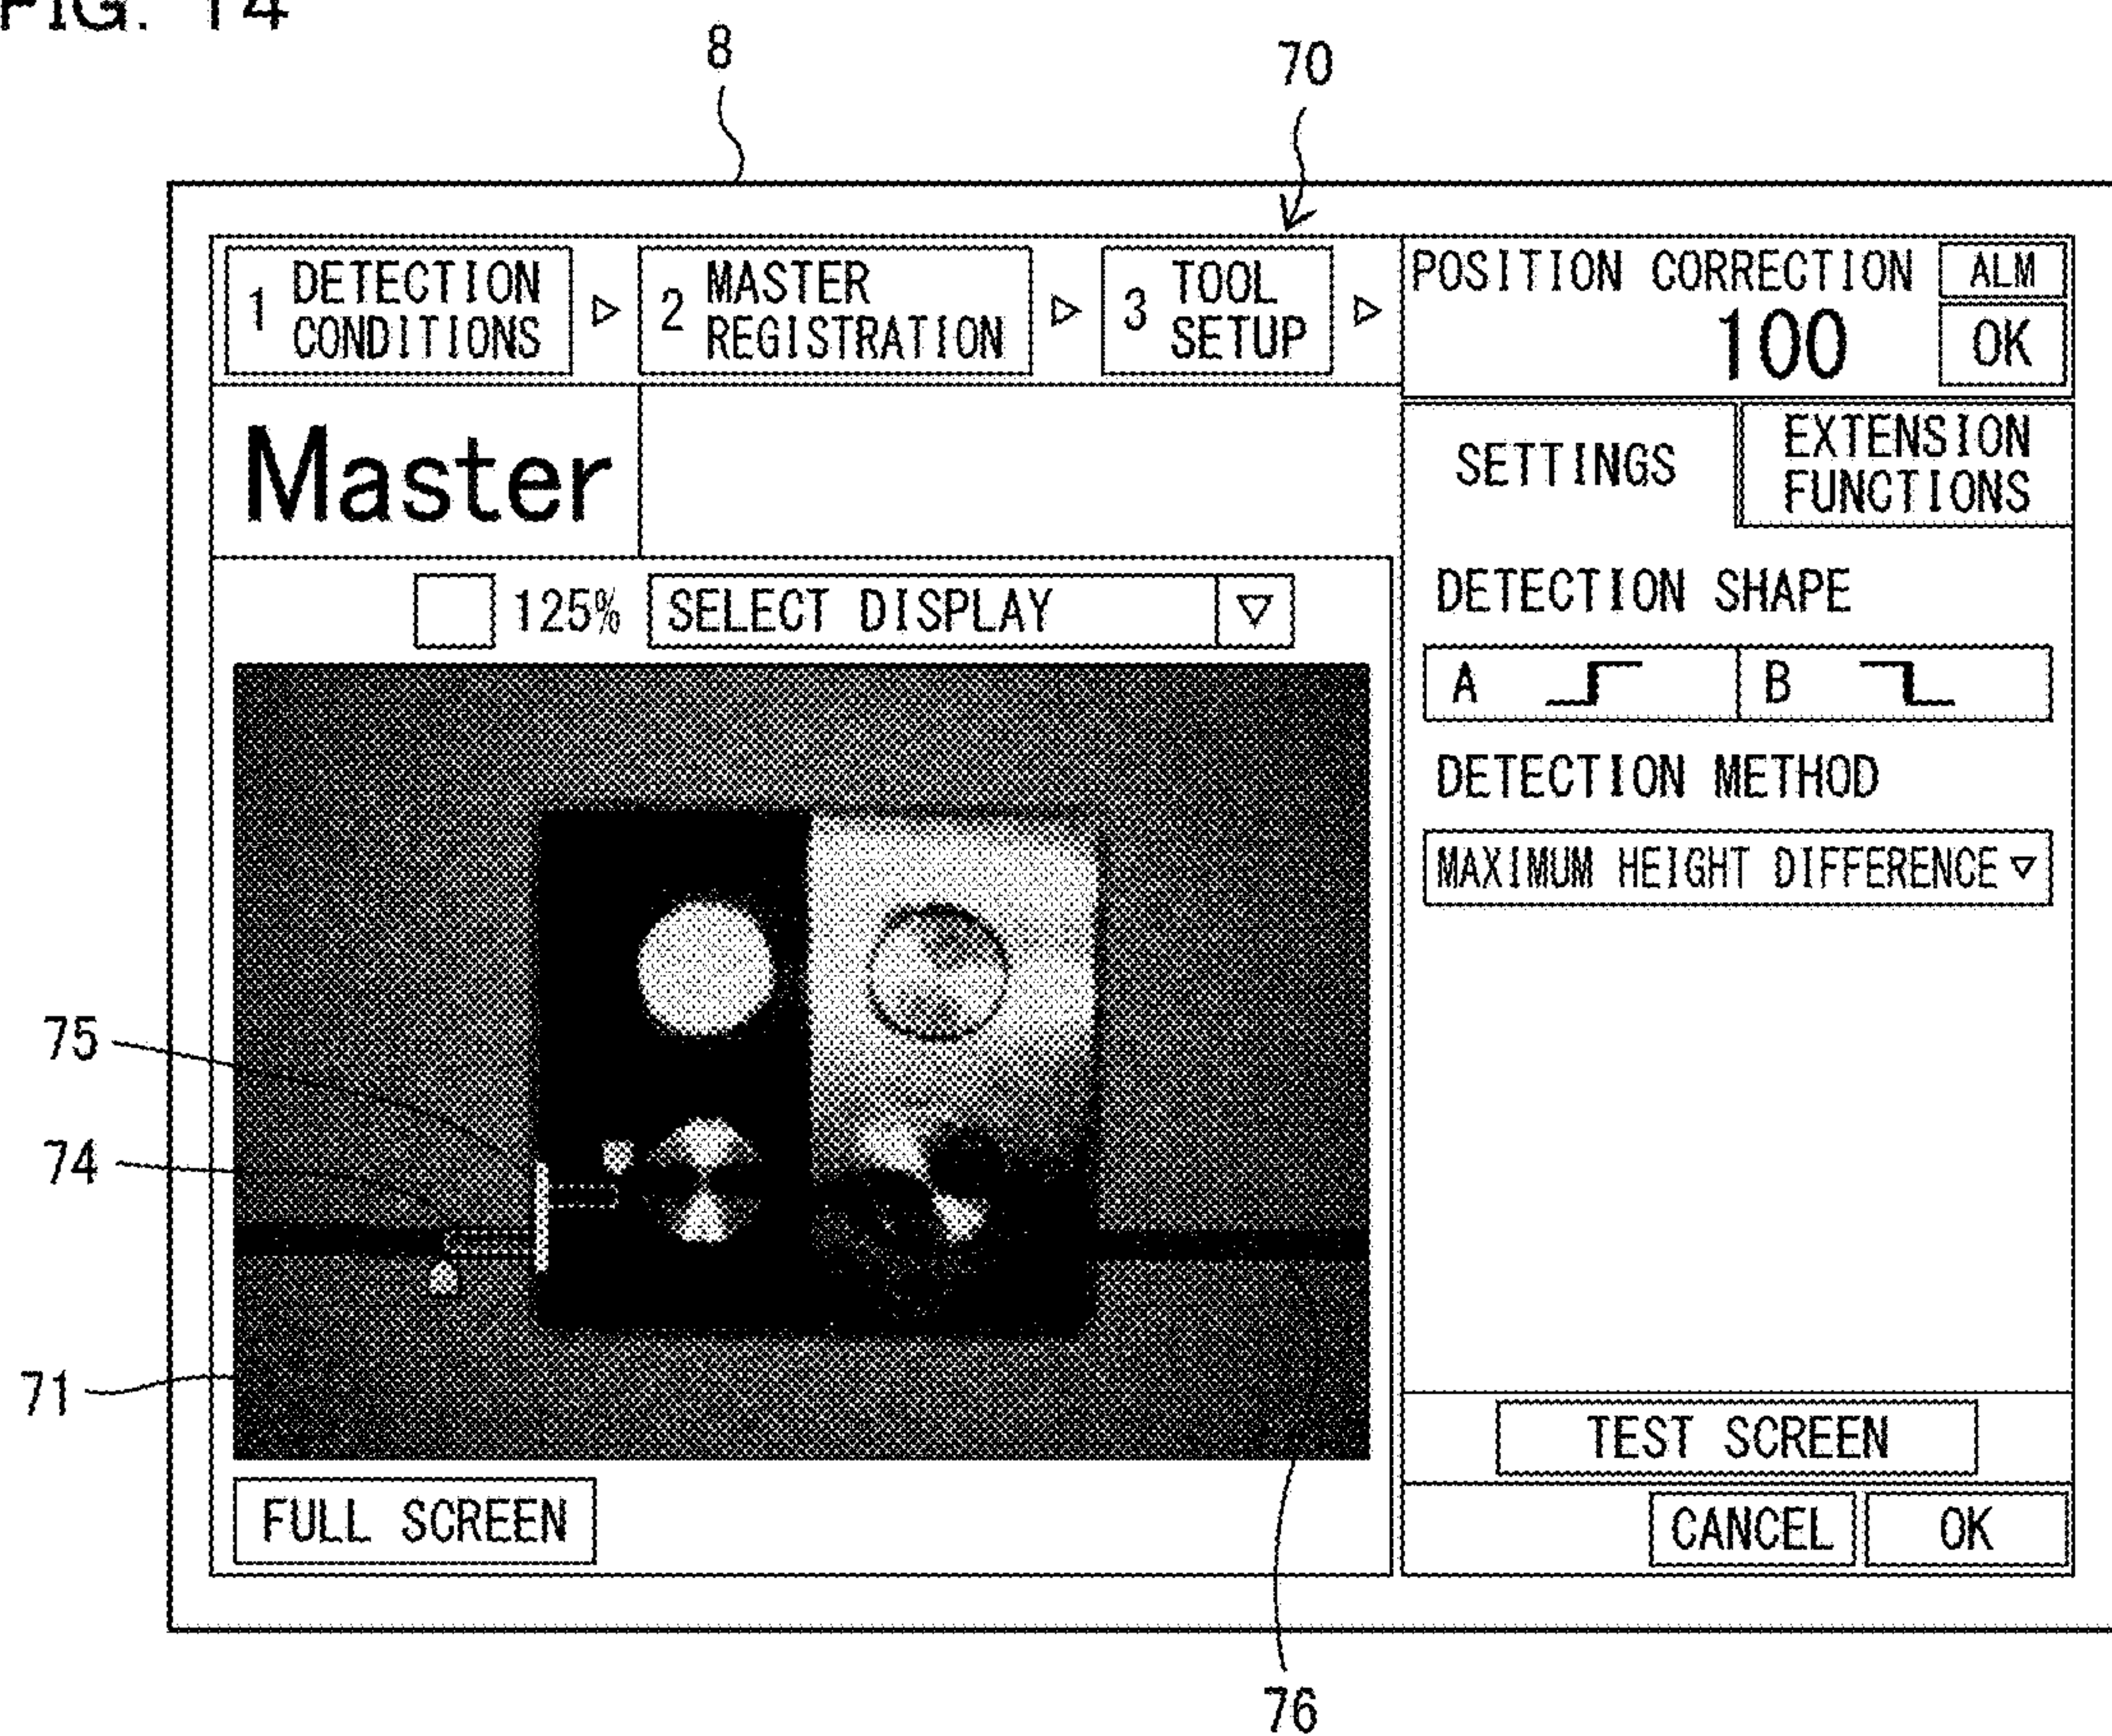 FIG. 14
8
70
1 DETECTION CONDITIONS
2 MASTER REGISTRATION
3 TOOL SETUP
POSITION CORRECTION
100
ALM
OK
Master
SETTINGS
EXTENSION
FUNCTIONS
125%
SELECT DISPLAY
DETECTION SHAPE
A
B
DETECTION METHOD
MAXIMUM HEIGHT DIFFERENCE
75
74
71
TEST SCREEN
FULL SCREEN
CANCEL
OK
76